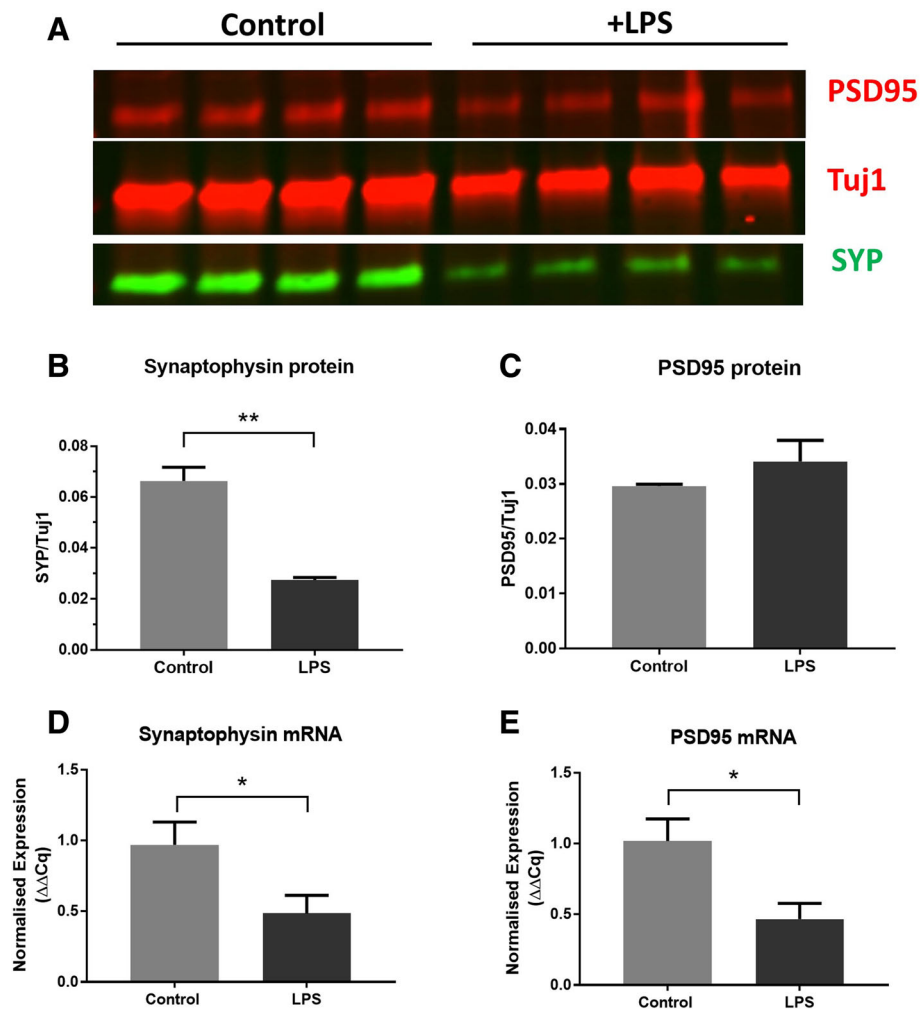 A
Control
+LPS
PSD95
Tuj1
SYP
B
Synaptophysin protein
**
SYP/Tuj1
0.08
0.06
0.04
0.02
0.00
Control
LPS
C
PSD95 protein
PSD95/Tuj1
0.04
0.03
0.02
0.01
0.00
Control
LPS
D
Synaptophysin mRNA
*
Normalised Expression
(ΔΔCq)
1.5
1.0
0.5
0.0
Control
LPS
E
PSD95 mRNA
*
Normalised Expression
(ΔΔCq)
1.5
1.0
0.5
0.0
Control
LPS